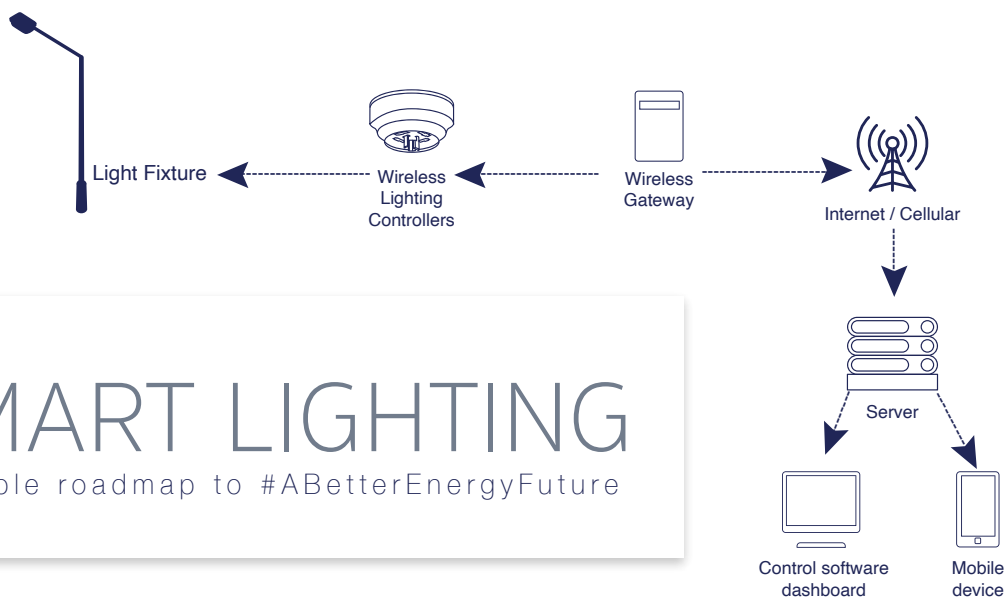 Light Fixture
Wireless
Lighting
Controllers
Wireless
Gateway
Internet / Cellular
MART LIGHTING
ple roadmap to #ABetterEnergyFuture
Server
Control software
dashboard
Mobile
device